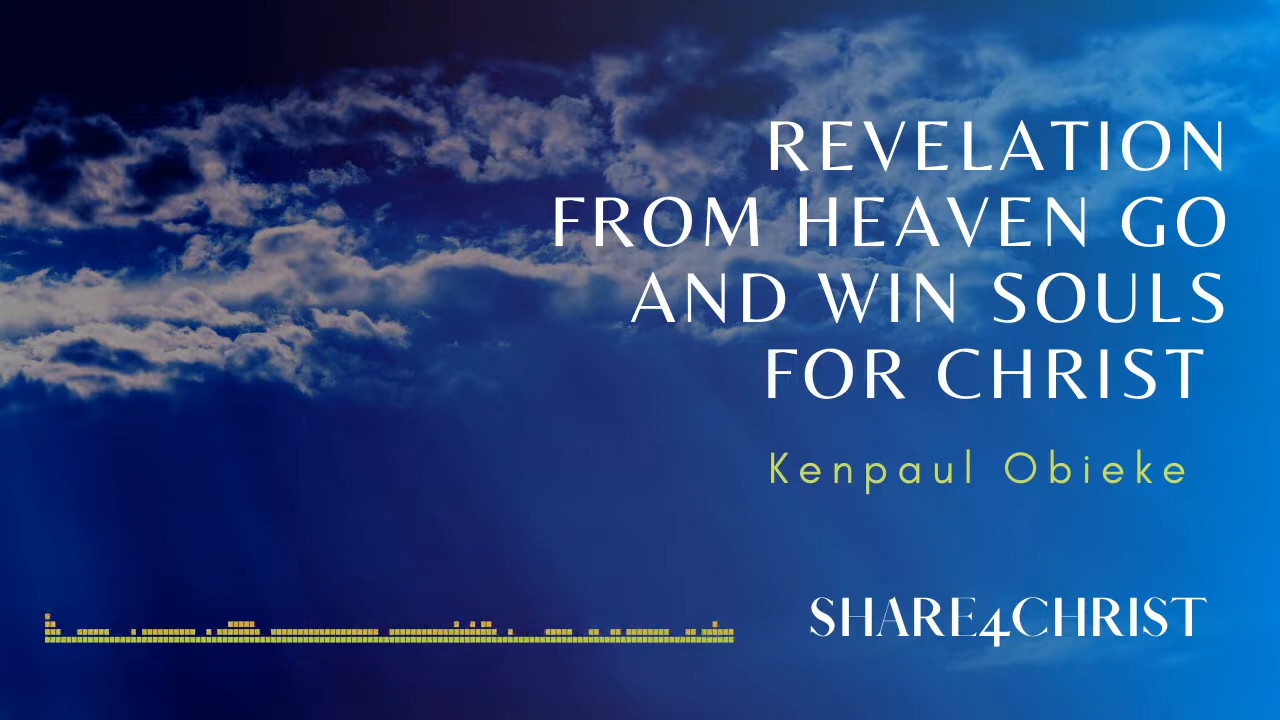 REVELATION
FROM HEAVEN GO
AND WIN SOULS
FOR CHRIST
Kenpaul Obieke
SHARE4CHRIST